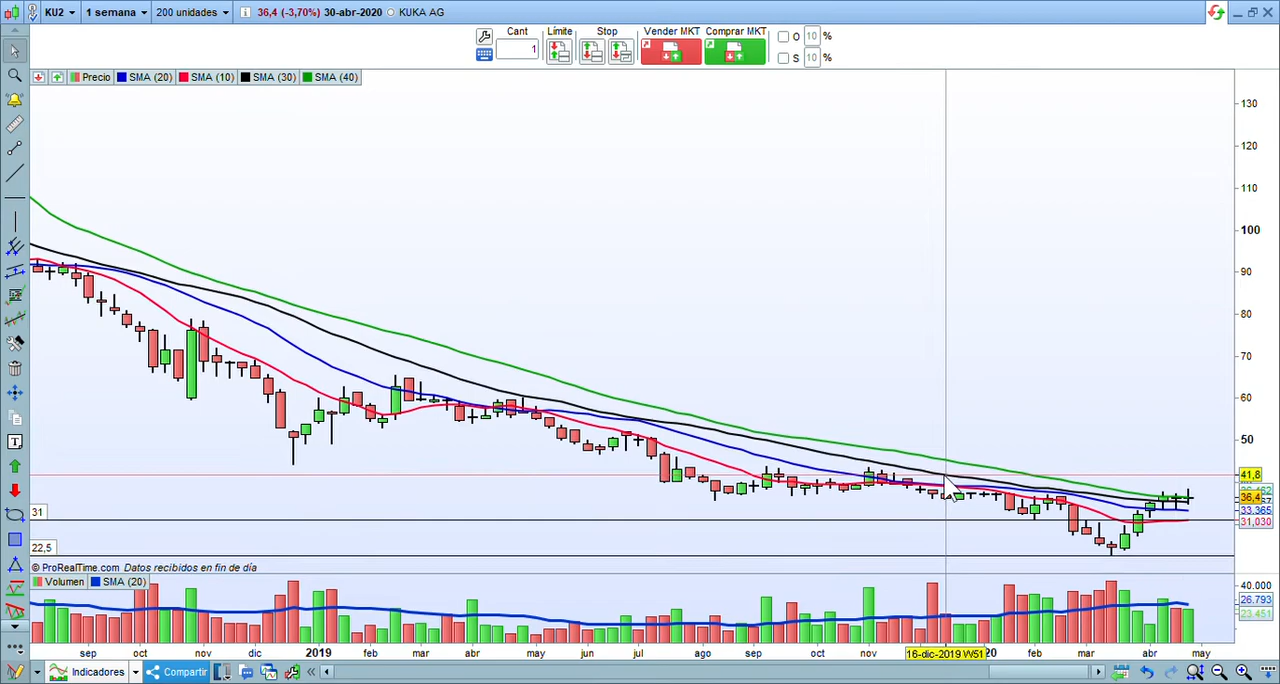 KU2 1 semana 200 unidades 36,4 (-3,70%) 30-abr-2020 KUKA AG
Cant Límite Stop Vender MKT Comprar MKT O 10 %
1 S 10 %
Precio SMA (20) SMA (10) SMA (30) SMA (40)
130
120
110
100
90
80
70
60
50
41,8
36,4
33,365
31,030
31
22,5
© ProRealTime.com Datos recibidos en fin de día
Volumen SMA (20)
40.000
26.793
23.451
sep oct nov dic 2019 feb mar abr may jun jul ago sep oct nov 16-dic-2019 W51 20 feb mar abr may
Indicadores Compartir